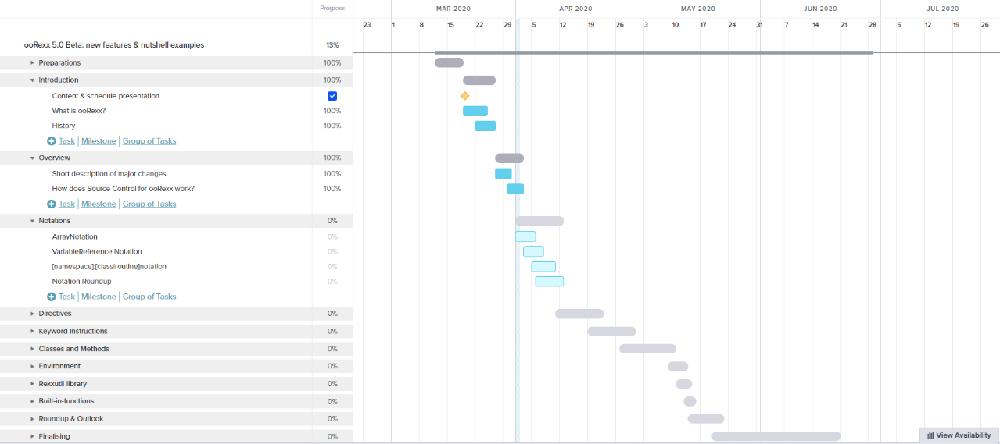 Progress
MAR 2020 APR 2020 MAY 2020 JUN 2020 JUL 2020
23 1 8 15 22 29 5 12 19 26 3 10 17 24 31 7 14 21 28 5 12 19 26
ooRexx 5.0 Beta: new features & nutshell examples 13%
Preparations 100%
Introduction 100%
Content & schedule presentation
What is ooRexx? 100%
History 100%
Task | Milestone | Group of Tasks
Overview 100%
Short description of major changes 100%
How does Source Control for ooRexx work? 100%
Task | Milestone | Group of Tasks
Notations 0%
ArrayNotation 0%
VariableReference Notation 0%
[namespace]:[class|routine]notation 0%
Notation Roundup 0%
Task | Milestone | Group of Tasks
Directives 0%
Keyword Instructions 0%
Classes and Methods 0%
Environment 0%
Rexxutil library 0%
Built-in-functions 0%
Roundup & Outlook 0%
Finalising 0%
View Availability